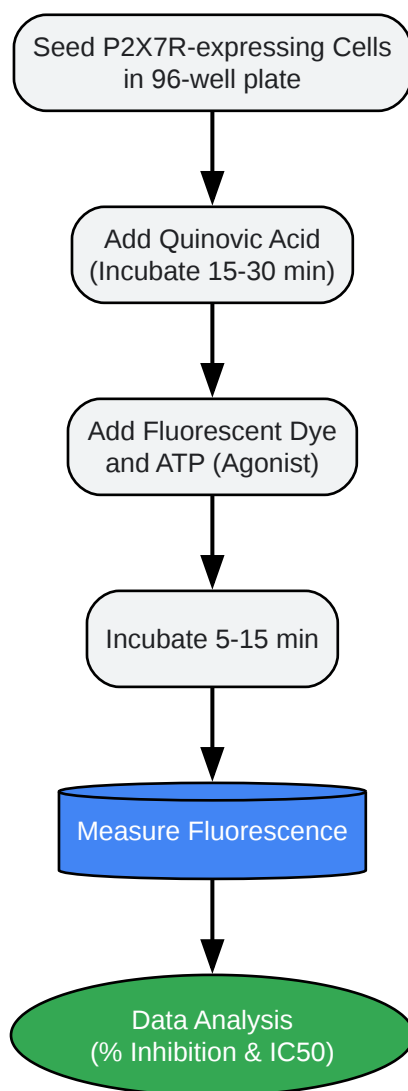 Seed P2X7R-expressing Cells
in 96-well plate
Add Quinovic Acid
(Incubate 15-30 min)
Add Fluorescent Dye
and ATP (Agonist)
Incubate 5-15 min
Measure Fluorescence
Data Analysis
(% Inhibition & IC50)